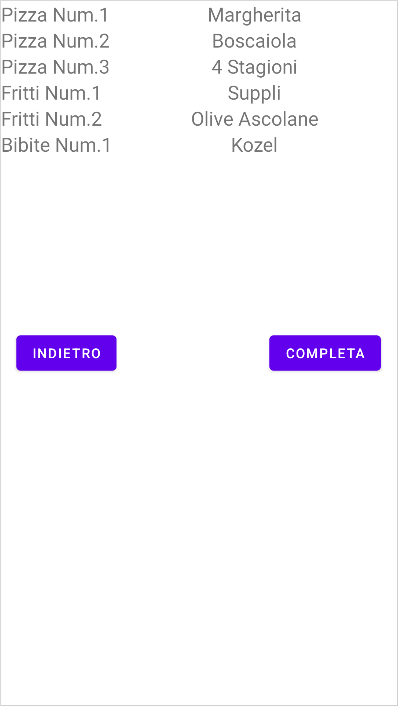 Pizza Num.1 Margherita
Pizza Num.2 Boscaiola
Pizza Num.3 4 Stagioni
Fritti Num.1 Suppli
Fritti Num.2 Olive Ascolane
Bibite Num.1 Kozel
INDIETRO COMPLETA